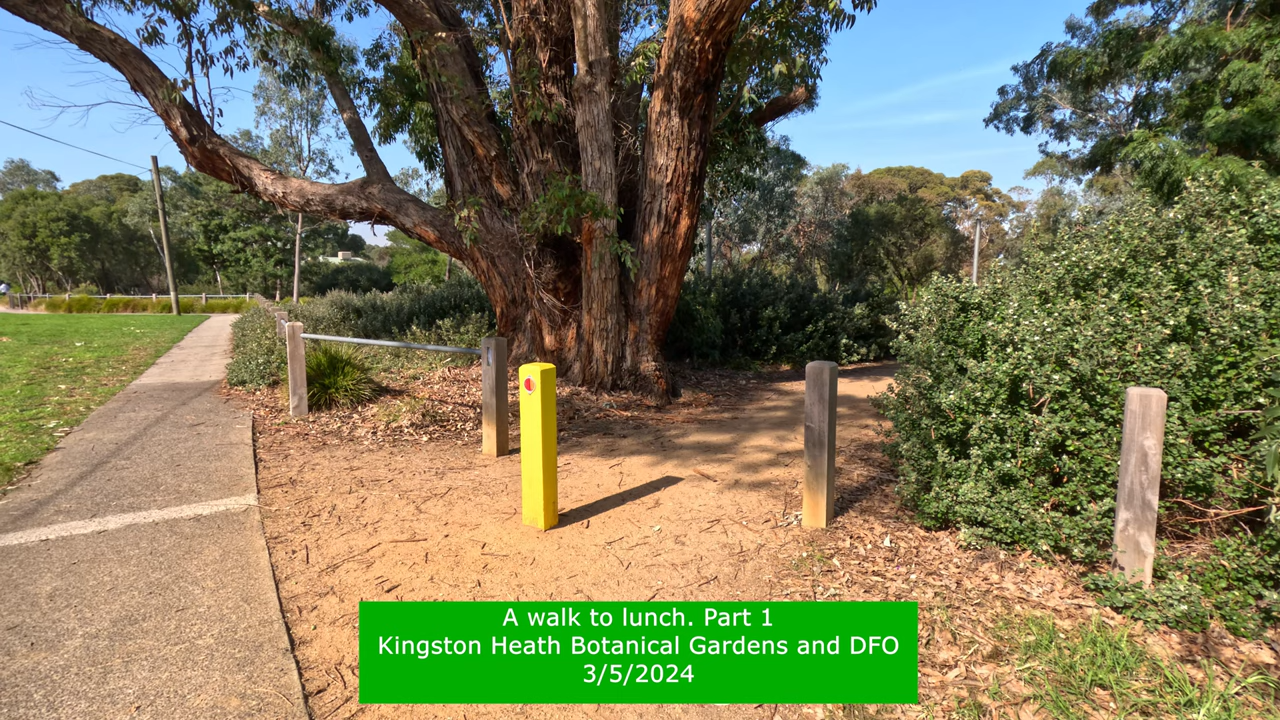 A walk to lunch. Part 1
Kingston Heath Botanical Gardens and DFO
3/5/2024